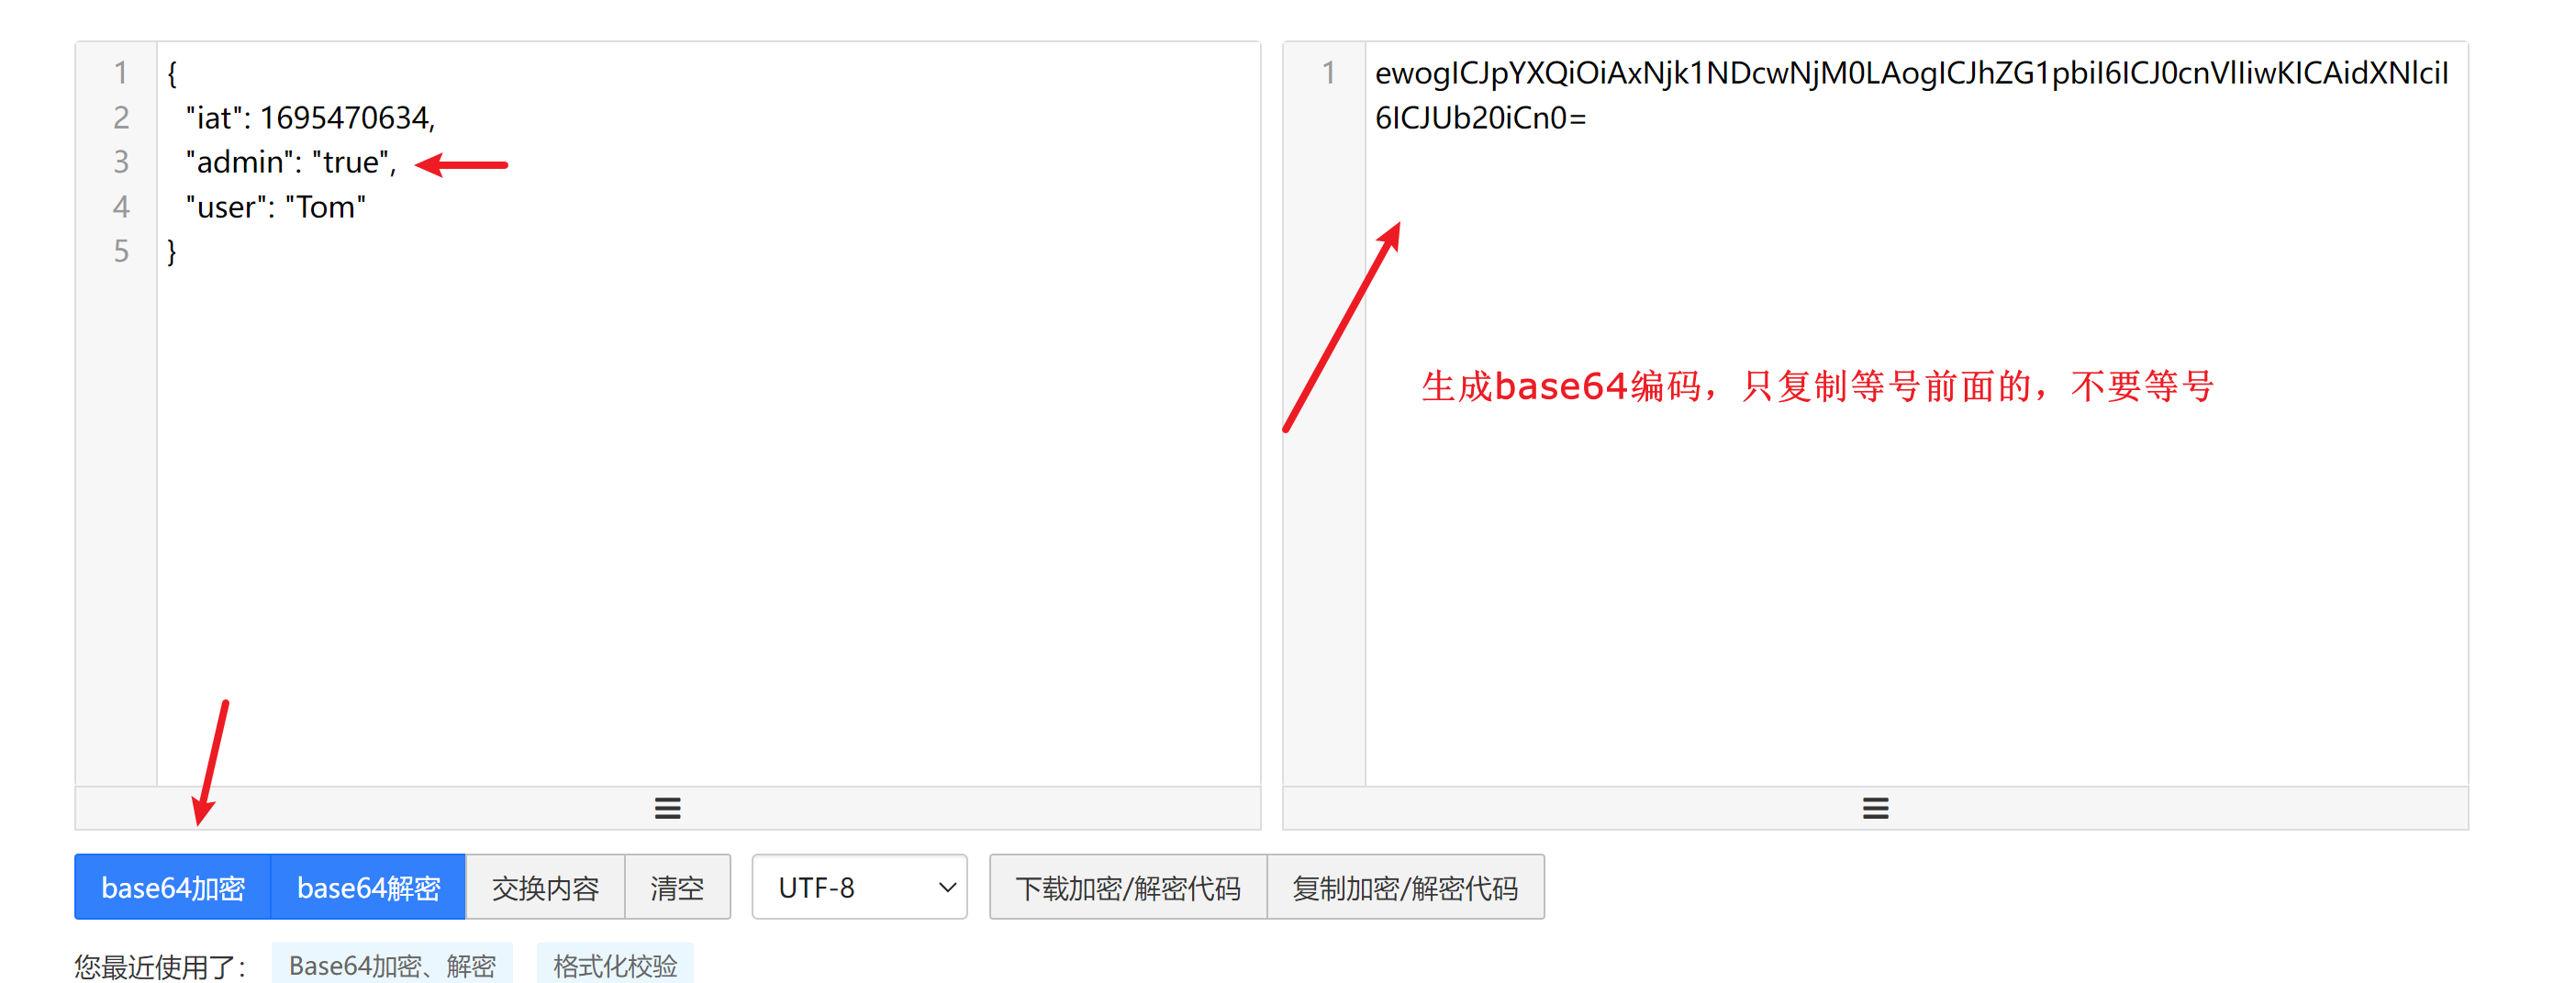 1 {
2 "iat": 1695470634,
3 "admin": "true",
4 "user": "Tom"
5 }
1 ewogICJpYXQiOiAxNjk1NDcwNjM0LAogICJhZG1pbiI6ICJ0cnVlIiwKICAidXNlciI
6ICJUb20iCn0=
生成base64编码，只复制等号前面的，不要等号
base64加密 base64解密 交换内容 清空 UTF-8 下载加密/解密代码 复制加密/解密代码
您最近使用了： Base64加密、解密 格式化校验